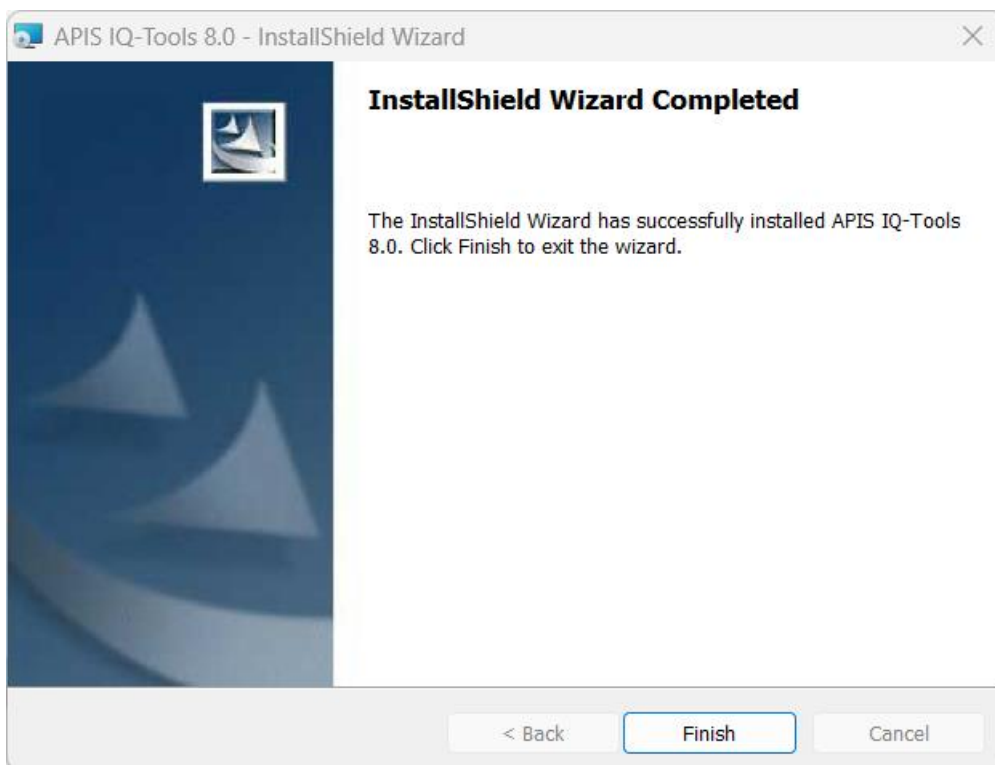 APIS IQ-Tools 8.0 - InstallShield Wizard
InstallShield Wizard Completed
The InstallShield Wizard has successfully installed APIS IQ-Tools
8.0. Click Finish to exit the wizard.
< Back
Finish
Cancel